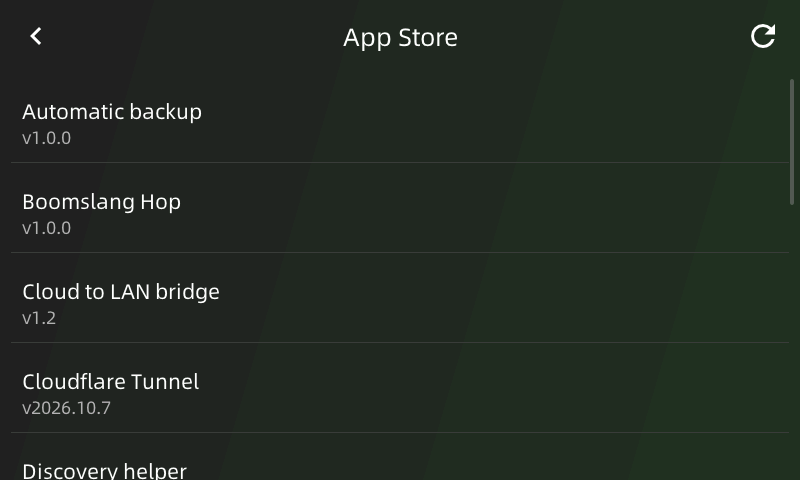 App Store
Automatic backup
v1.0.0
Boomslang Hop
v1.0.0
Cloud to LAN bridge
v1.2
Cloudflare Tunnel
v2026.10.7
Discovery helper